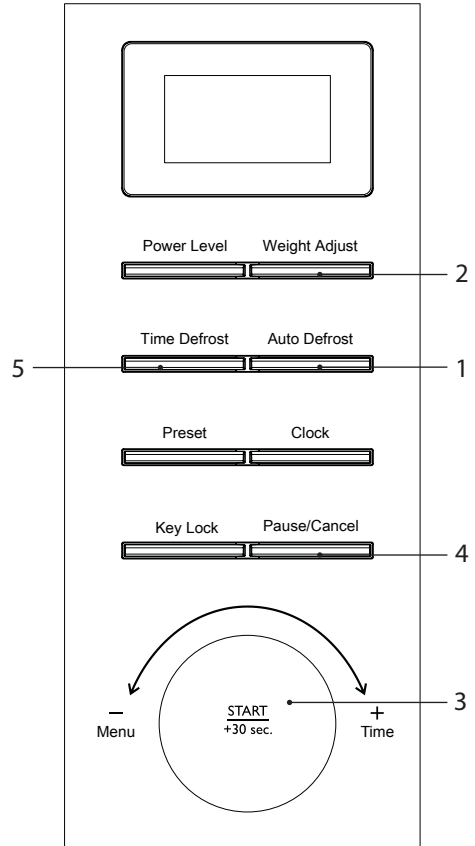 Power Level Weight Adjust
2
Time Defrost Auto Defrost
5 1
Preset Clock
Key Lock Pause/Cancel
4
START
+30 sec.
3
– +
Menu Time